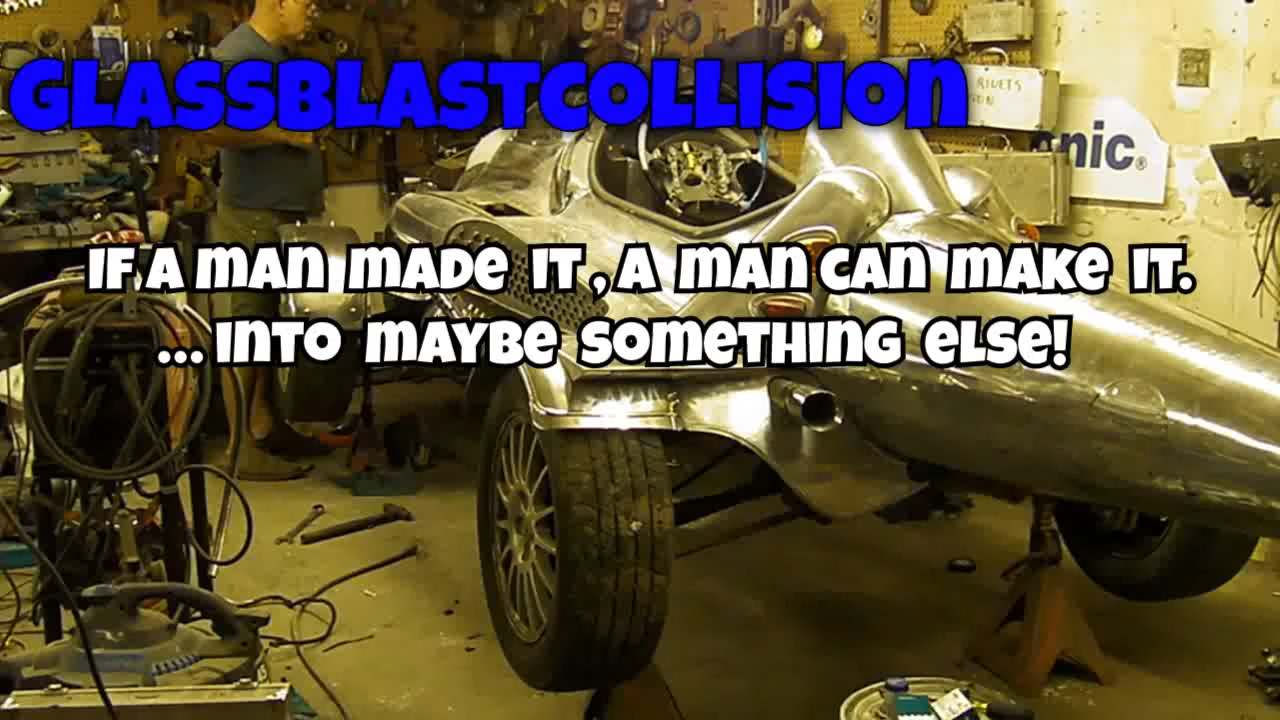 GLASSBLASTCOLLISION
RIVETS
nic®
IF A MAN MADE IT, A MAN CAN MAKE IT.
... INTO MAYBE SOMETHING ELSE!